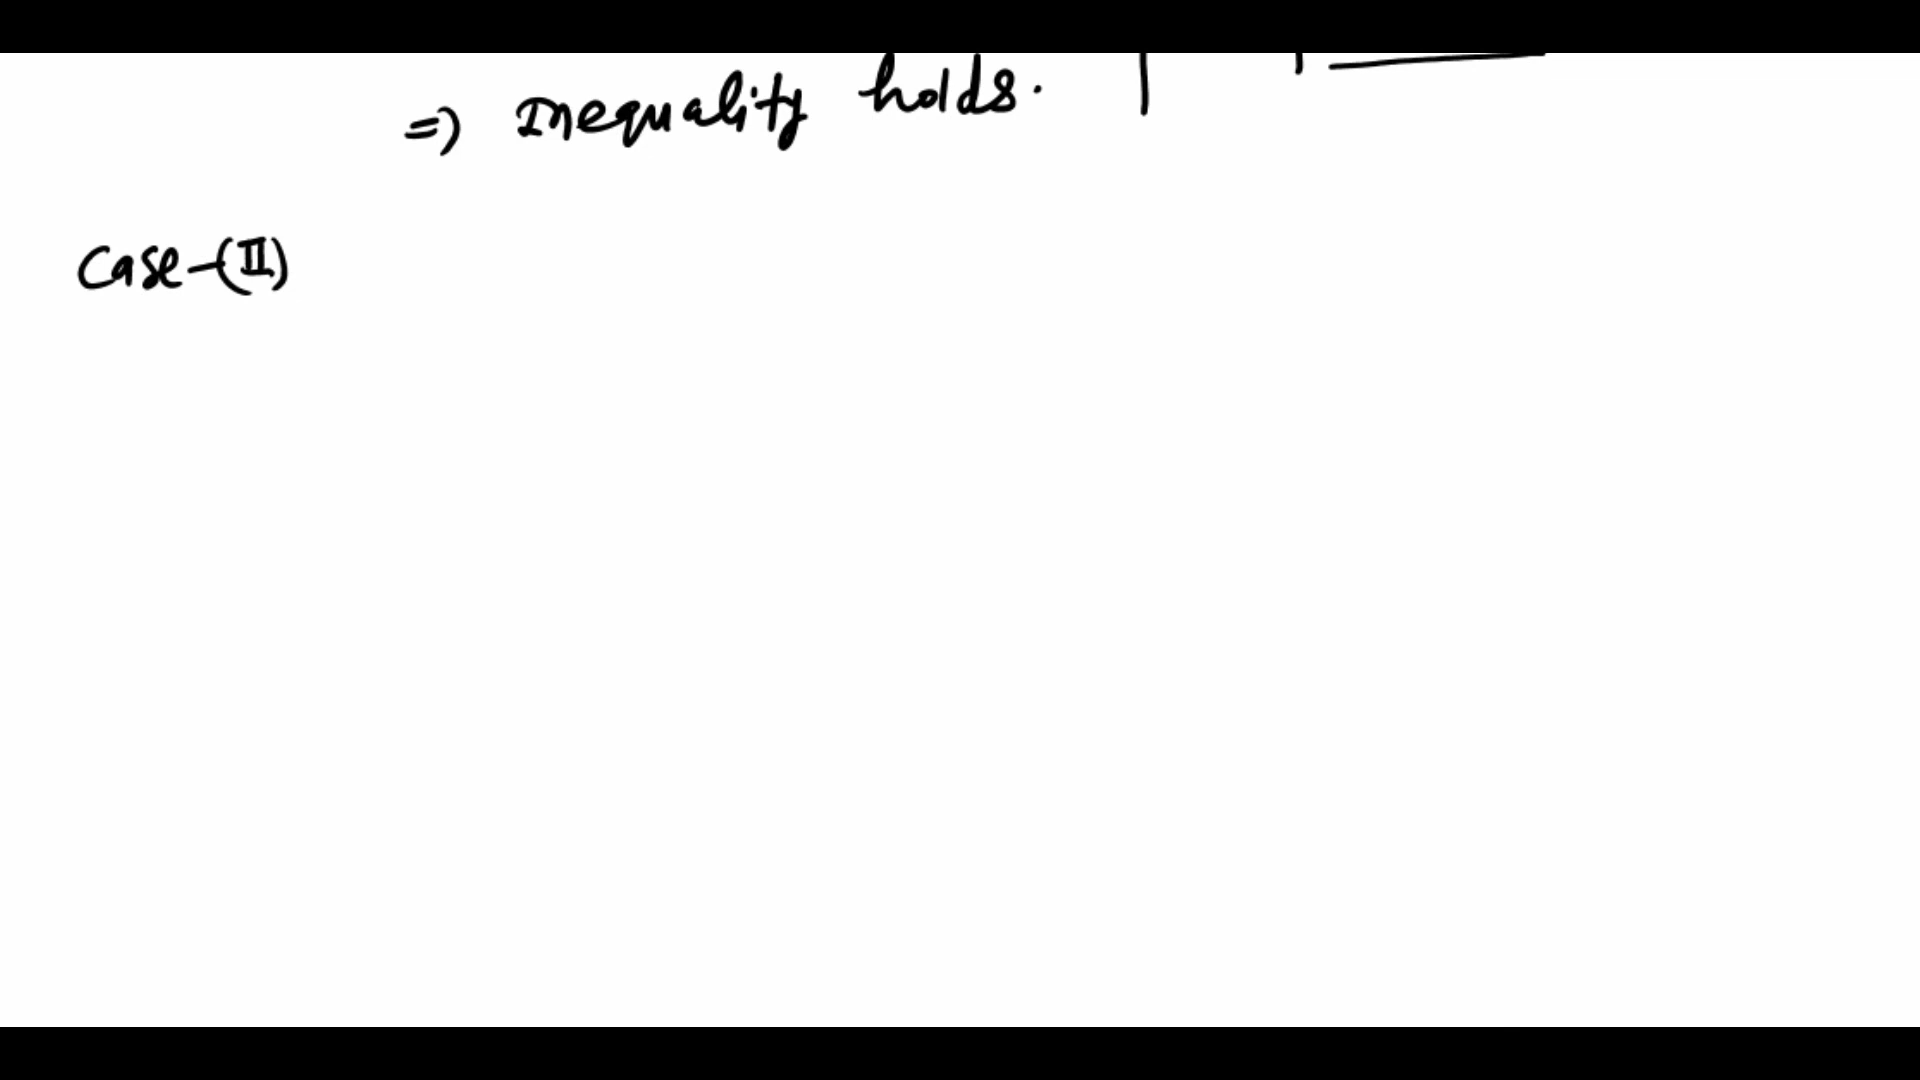 ⇒ Inequality holds.
Case-(II)